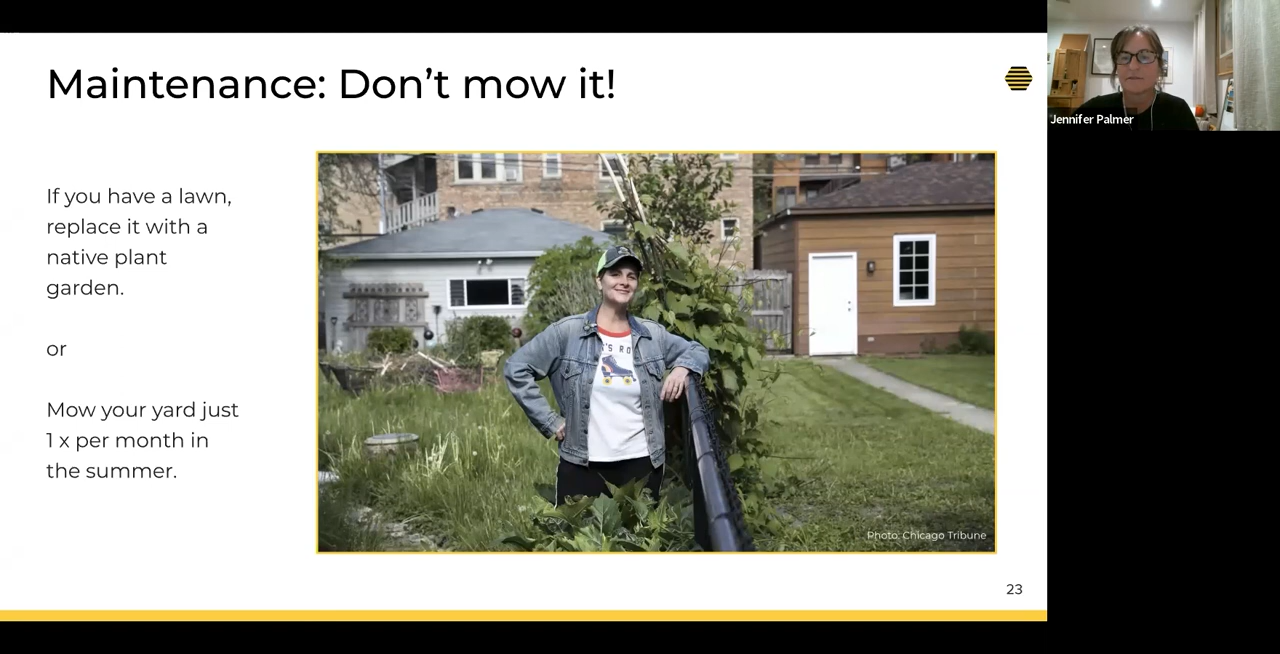 Maintenance: Don’t mow it!
If you have a lawn,
replace it with a
native plant
garden.
or
Mow your yard just
1 x per month in
the summer.
Photo: Chicago Tribune
23
Jennifer Palmer